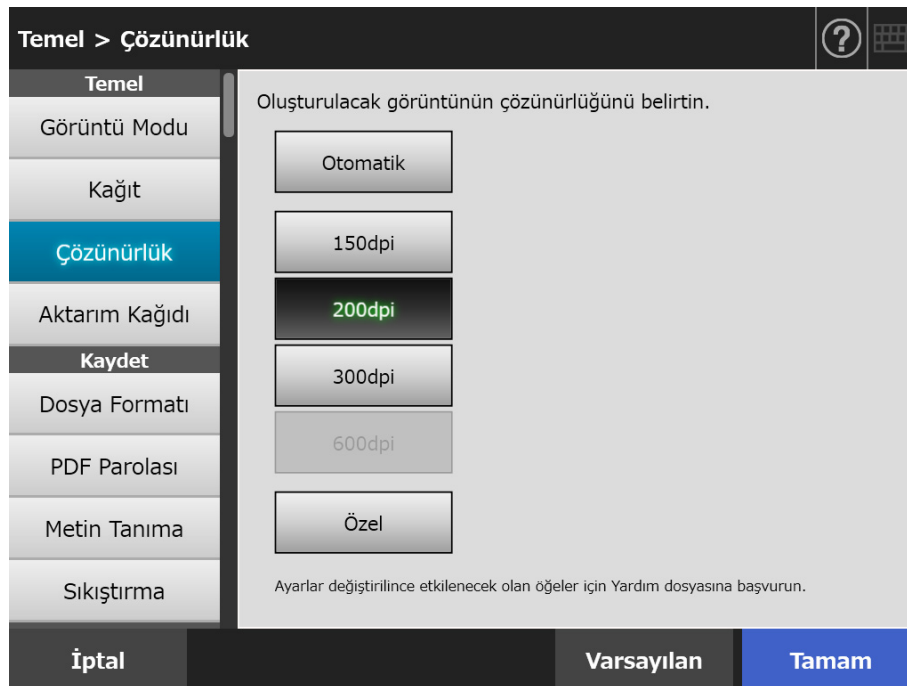 Temel > Çözünürlük
?
Temel
Görüntü Modu
Kağıt
Çözünürlük
Aktarım Kağıdı
Kaydet
Dosya Formatı
PDF Parolası
Metin Tanıma
Sıkıştırma
Oluşturulacak görüntünün çözünürlüğünü belirtin.
Otomatik
150dpi
200dpi
300dpi
600dpi
Özel
Ayarlar değiştirilince etkilenecek olan öğeler için Yardım dosyasına başvurun.
İptal
Varsayılan
Tamam